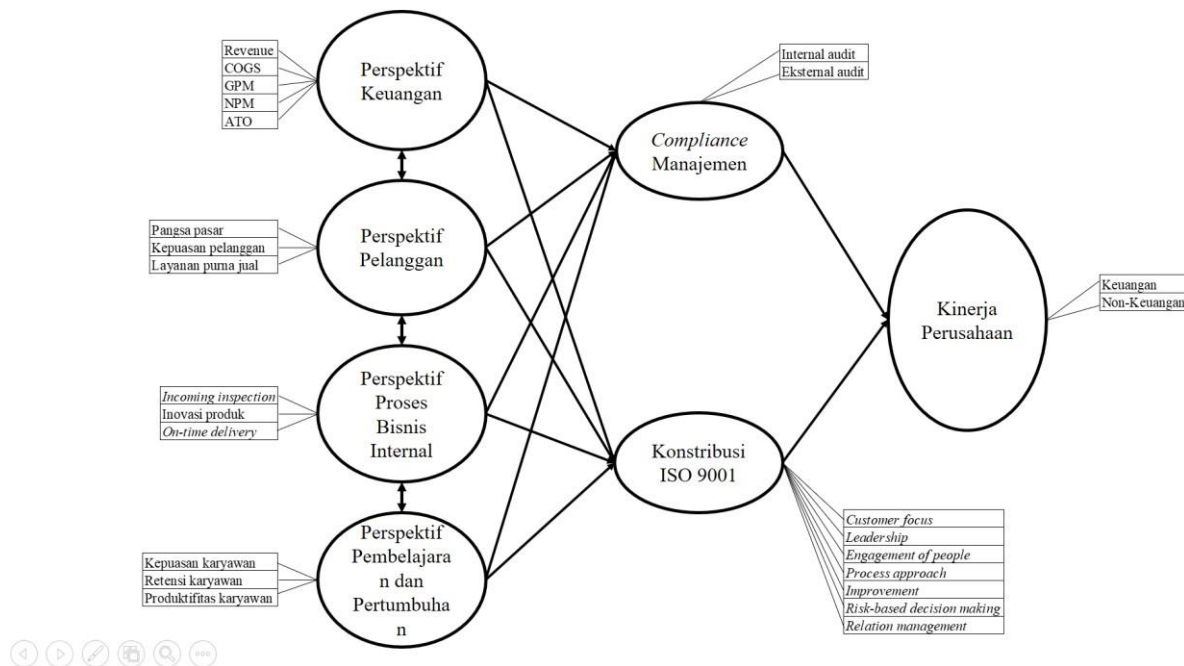 Revenue
COGS
GPM
NPM
ATO
Perspektif
Keuangan
Internal audit
Eksternal audit
Compliance
Manajemen
Pangsa pasar
Kepuasan pelanggan
Layanan purna jual
Perspektif
Pelanggan
Kinerja
Perusahaan
Keuangan
Non-Keuangan
Incoming inspection
Inovasi produk
On-time delivery
Perspektif
Proses
Bisnis
Internal
Konstribusi
ISO 9001
Customer focus
Leadership
Engagement of people
Process approach
Improvement
Risk-based decision making
Relation management
Kepuasan karyawan
Retensi karyawan
Produktifitas karyawan
Perspektif
Pembelajara
n dan
Pertumbuha
n